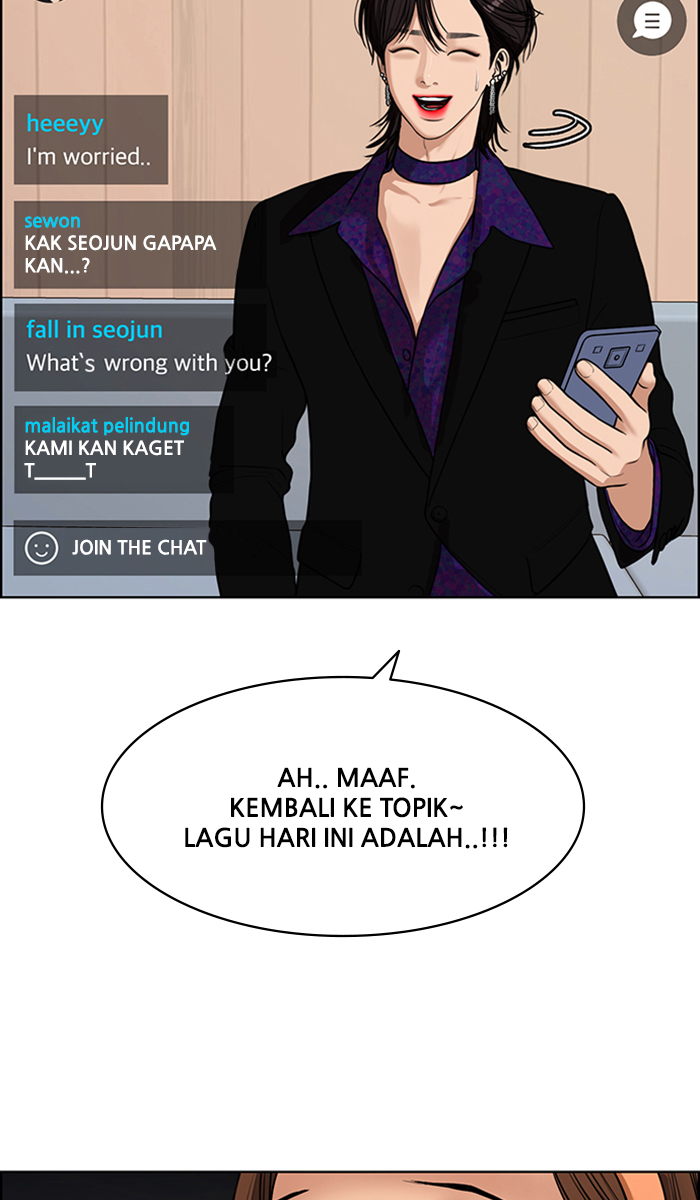 heeeyy
I'm worried..
sewon
KAK SEOJUN GAPAPA
KAN...?
fall in seojun
What's wrong with you?
malaikat pelindung
KAMI KAN KAGET
T_____T
JOIN THE CHAT
AH.. MAAF.
KEMBALI KE TOPIK~
LAGU HARI INI ADALAH..!!!